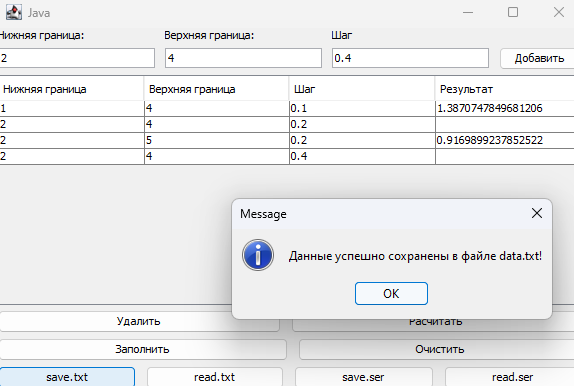 Java
Нижняя граница: Верхняя граница: Шаг
2 4 0.4 Добавить
Нижняя граница Верхняя граница Шаг Результат
1 4 0.1 1.3870747849681206
2 4 0.2
2 5 0.2 0.9169899237852522
2 4 0.4
Message
Данные успешно сохранены в файле data.txt!
OK
Удалить Расчитать
Заполнить Очистить
save.txt read.txt save.ser read.ser